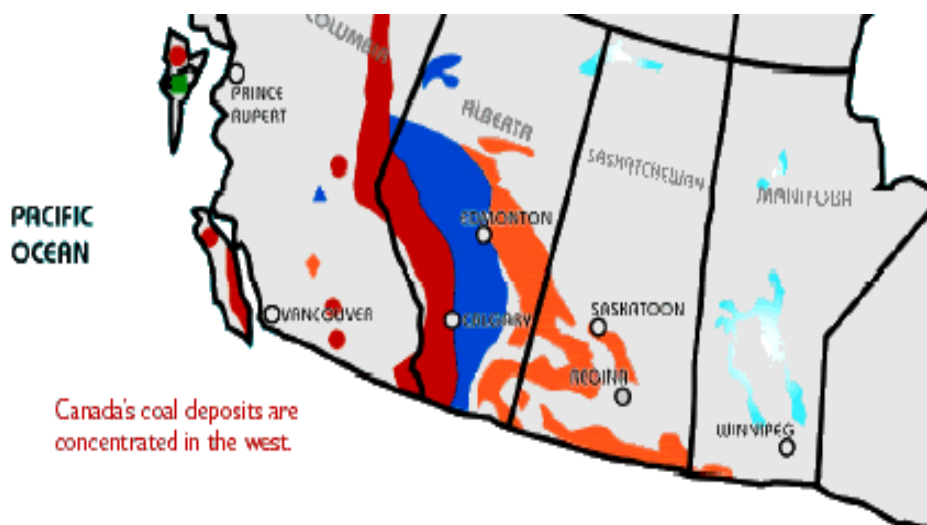 COLUMBIA
PRINCE
RUPERT
ALBERTA
SASKATCHEWAN
MANITOBA
PACIFIC
OCEAN
EDMONTON
VANCOUVER
CALGARY
SASKATOON
REGINA
WINNIPEG
Canada's coal deposits are
concentrated in the west.